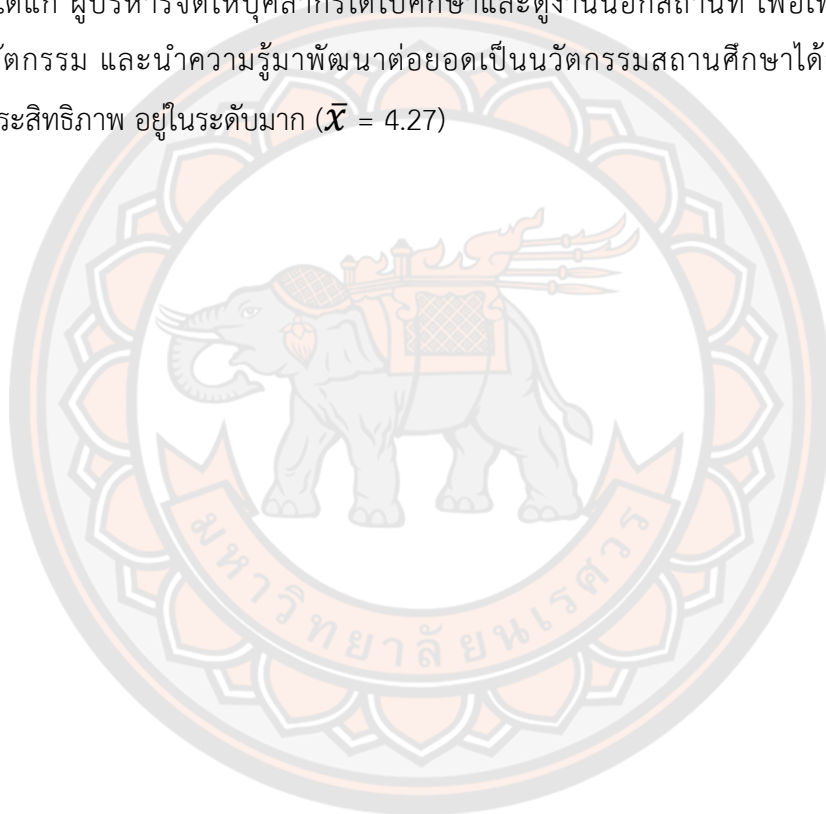 ได้แก่ ผู้บริหารจัดให้บุคลากรได้ไปศึกษาและดูงานนอกสถานที่
ัตกรรม และนำความรู้มาพัฒนาต่อยอดเป็นนวัตกรรมสถานศึกษาได้
ระสิทธิภาพ อยู่ในระดับมาก (x̄ = 4.27)
มหาวิทยาลัยนเรศวร